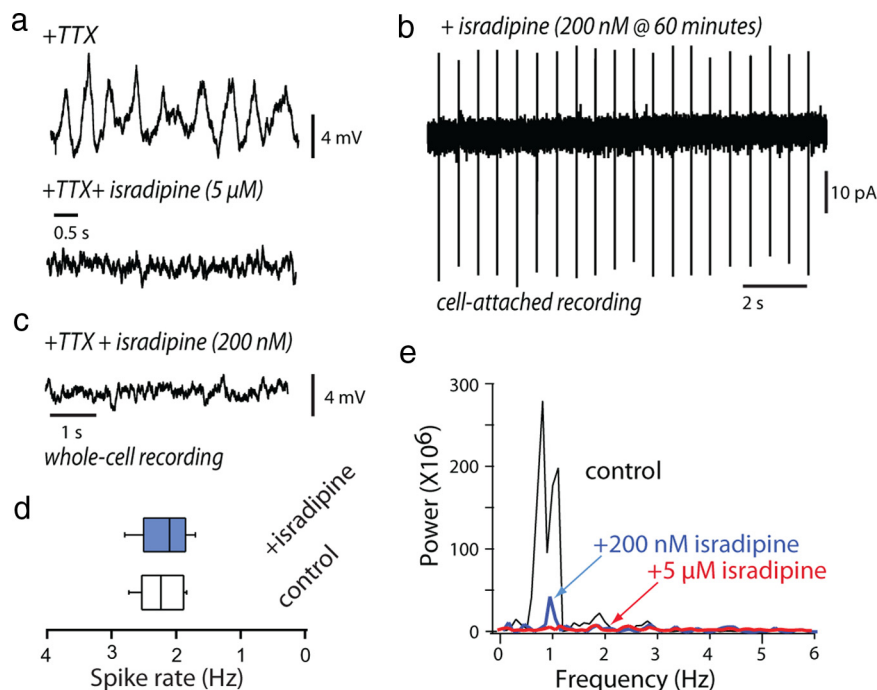 a
+TTX
4 mV
+TTX+ isradipine (5 µM)
0.5 s
b
+ isradipine (200 nM @ 60 minutes)
10 pA
cell-attached recording
2 s
c
+TTX + isradipine (200 nM)
4 mV
1 s
whole-cell recording
d
+isradipine
control
4 3 2 1 0
Spike rate (Hz)
e
Power (X10⁶)
300
200
100
0
control
+200 nM isradipine
+5 µM isradipine
0 1 2 3 4 5 6
Frequency (Hz)